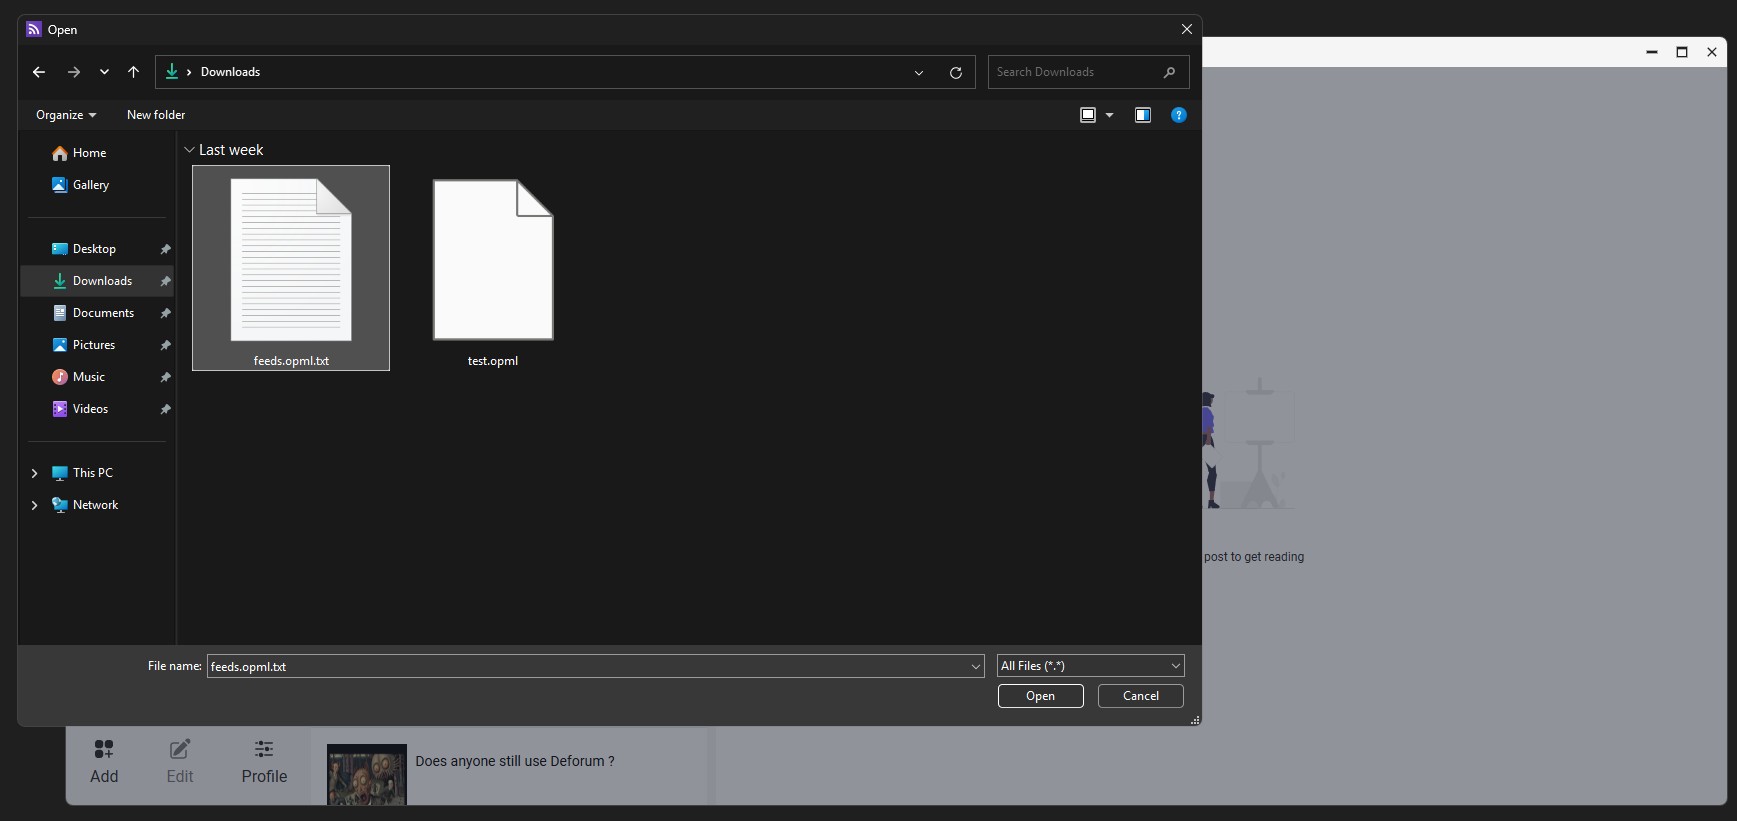 Open
Downloads
Search Downloads
Organize
New folder
Home
Gallery
Desktop
Downloads
Documents
Pictures
Music
Videos
This PC
Network
Last week
feeds.opml.txt
test.opml
post to get reading
File name: feeds.opml.txt
All Files (*.*)
Open
Cancel
Add
Edit
Profile
Does anyone still use Deforum ?